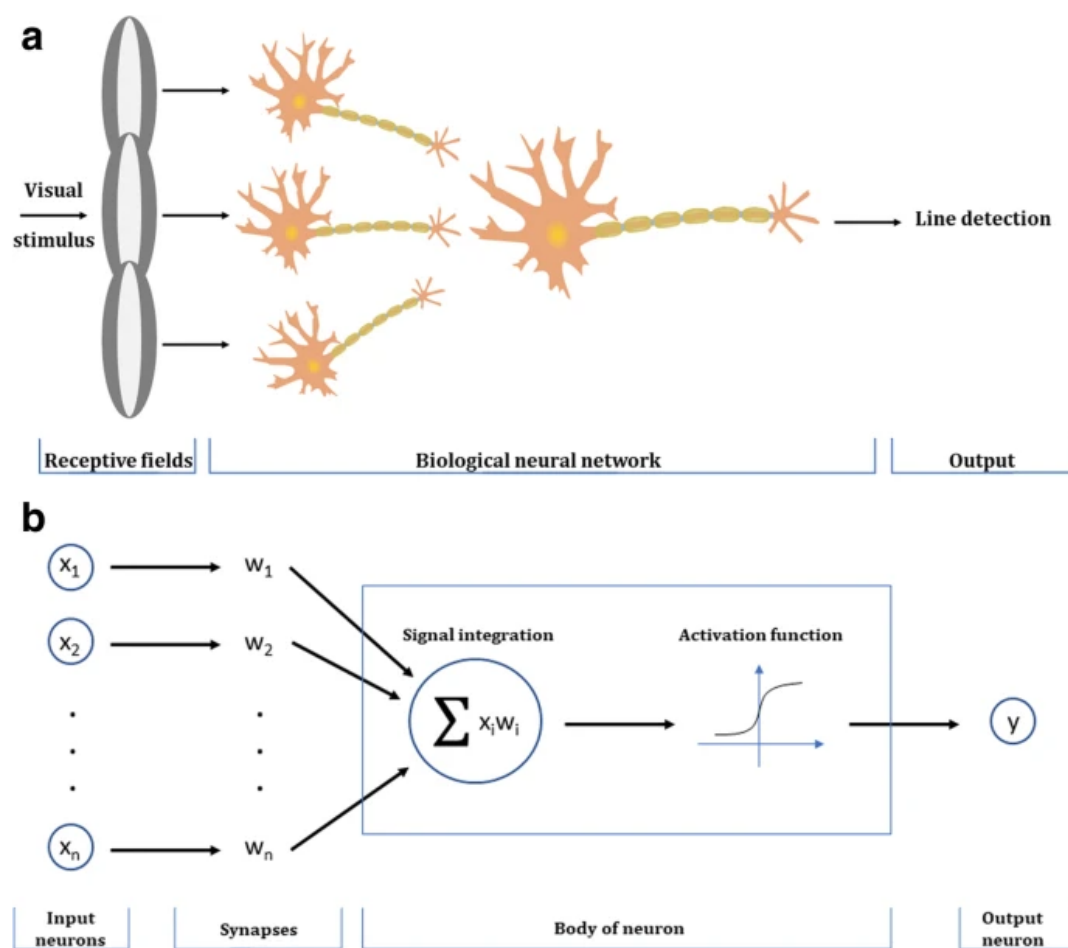 a
Visual
stimulus
Line detection
Receptive fields
Biological neural network
Output
b
x₁
w₁
Signal integration
Activation function
x₂
w₂
∑ xᵢwᵢ
y
xₙ
wₙ
Input
neurons
Synapses
Body of neuron
Output
neuron